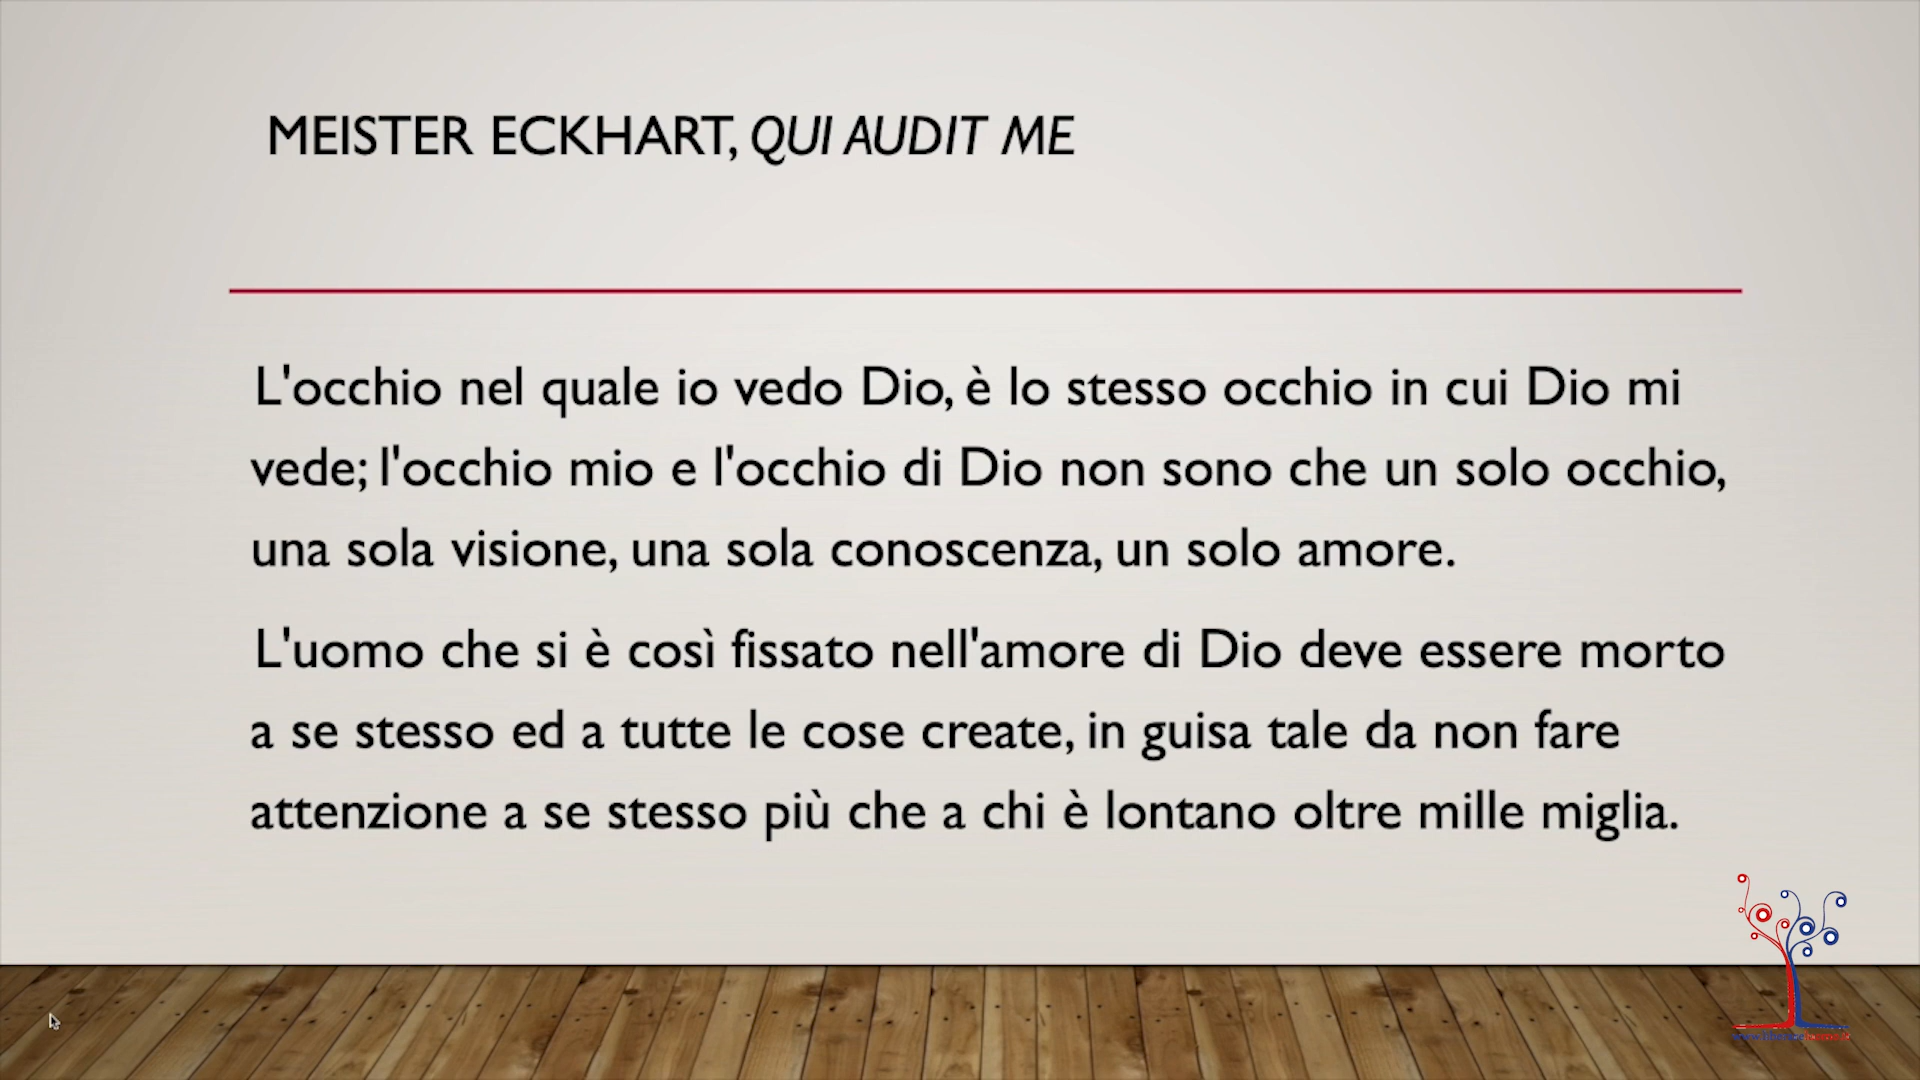 MEISTER ECKHART, QUI AUDIT ME
L'occhio nel quale io vedo Dio, è lo stesso occhio in cui Dio mi
vede; l'occhio mio e l'occhio di Dio non sono che un solo occhio,
una sola visione, una sola conoscenza, un solo amore.
L'uomo che si è così fissato nell'amore di Dio deve essere morto
a se stesso ed a tutte le cose create, in guisa tale da non fare
attenzione a se stesso più che a chi è lontano oltre mille miglia.